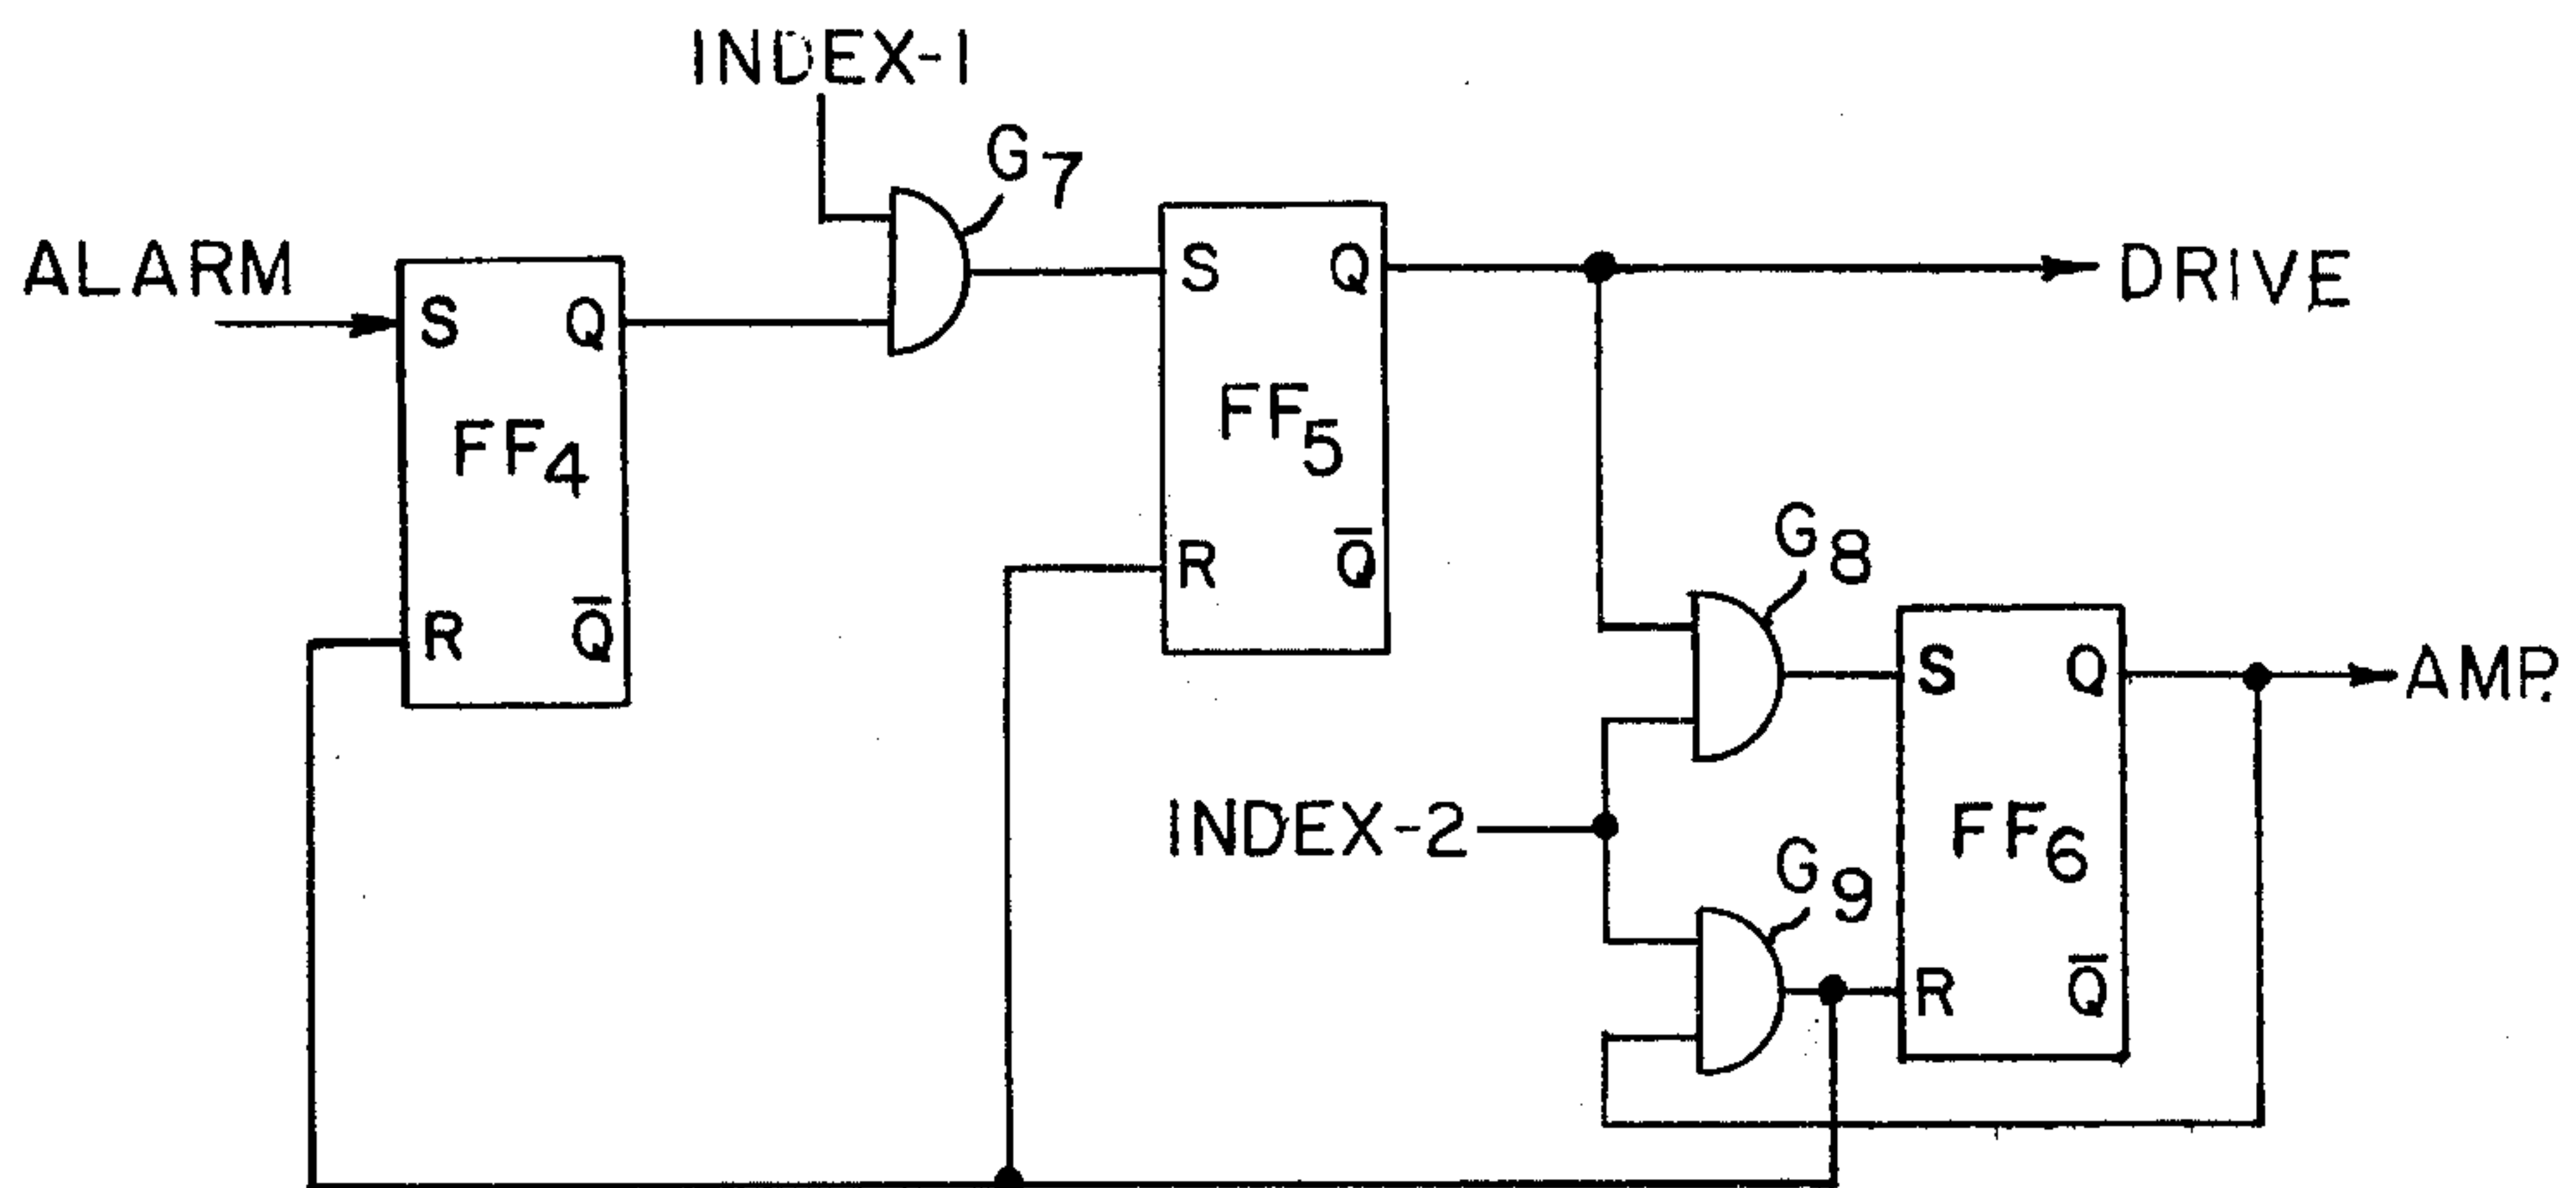 INDEX-1
G7
ALARM
S Q
FF4
R Q̅
S Q
FF5
R Q̅
DRIVE
G8
INDEX-2
G9
S Q
FF6
R Q̅
AMP.